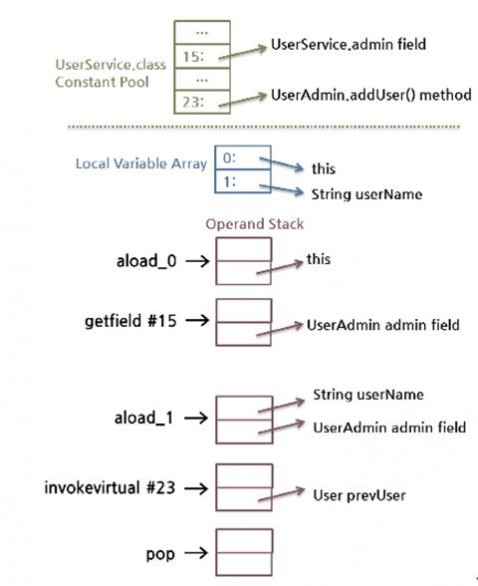 ...
15:
UserService.admin field
UserService.class
Constant Pool
...
23:
UserAdmin.addUser() method
Local Variable Array
0:
this
1:
String userName
Operand Stack
aload_0
this
getfield #15
UserAdmin admin field
String userName
aload_1
UserAdmin admin field
invokevirtual #23
User prevUser
pop